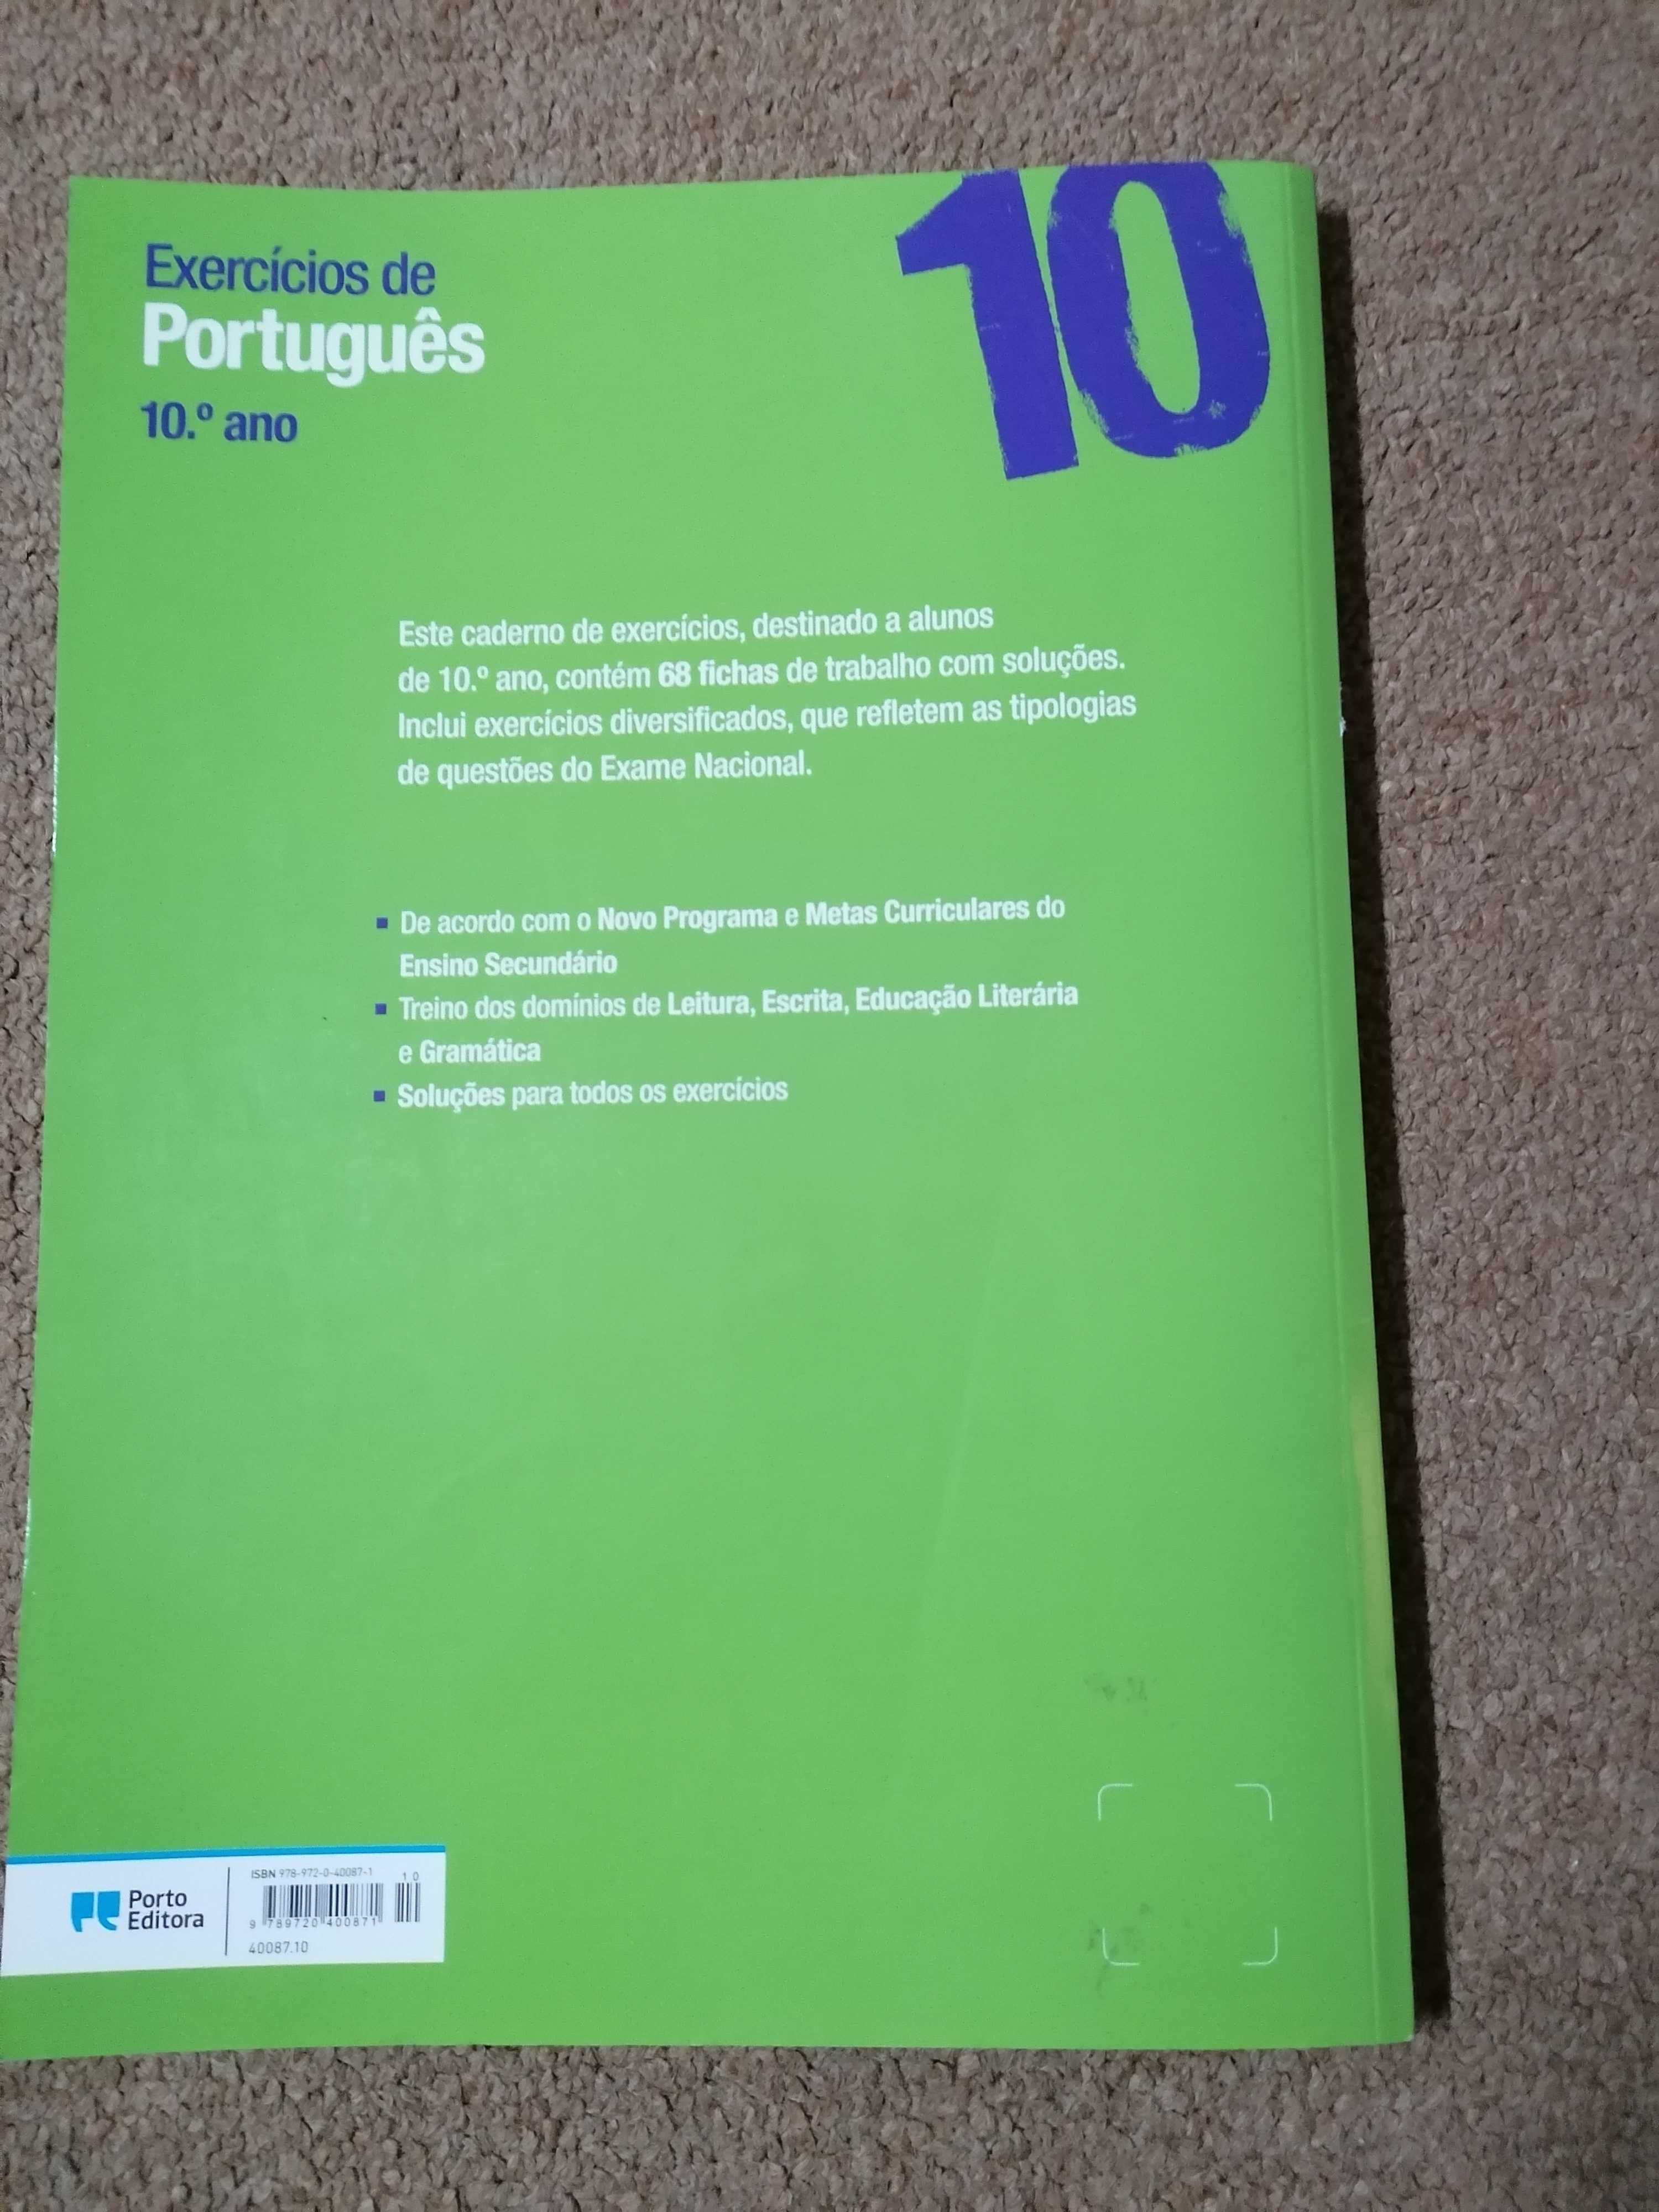 10
Exercícios de
Português
10.º ano
Este caderno de exercícios, destinado a alunos
de 10.º ano, contém 68 fichas de trabalho com soluções.
Inclui exercícios diversificados, que refletem as tipologias
de questões do Exame Nacional.
▪ De acordo com o Novo Programa e Metas Curriculares do
Ensino Secundário
▪ Treino dos domínios de Leitura, Escrita, Educação Literária
e Gramática
▪ Soluções para todos os exercícios
Porto
Editora
ISBN 978-972-0-40087-1
10
9 789720 400871
40087.10